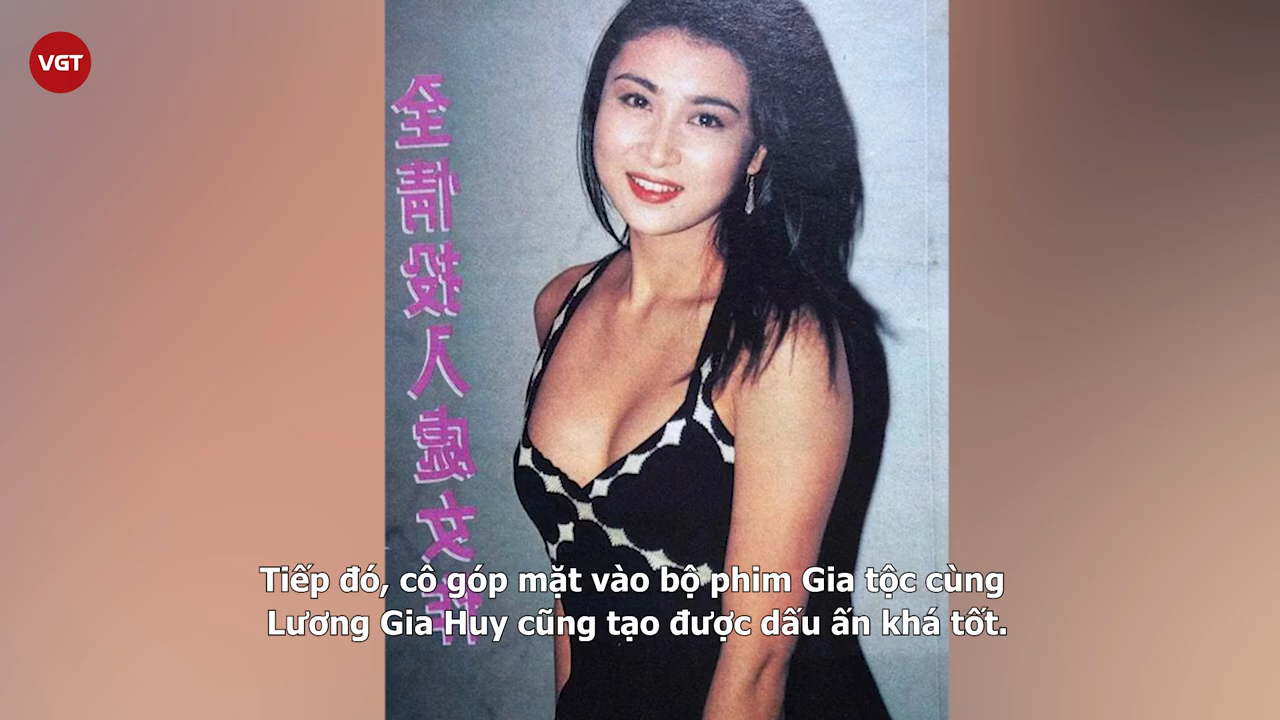 VGT
全情投入處女作
Tiếp đó, cô góp mặt vào bộ phim Gia tộc cùng
Lương Gia Huy cũng tạo được dấu ấn khá tốt.